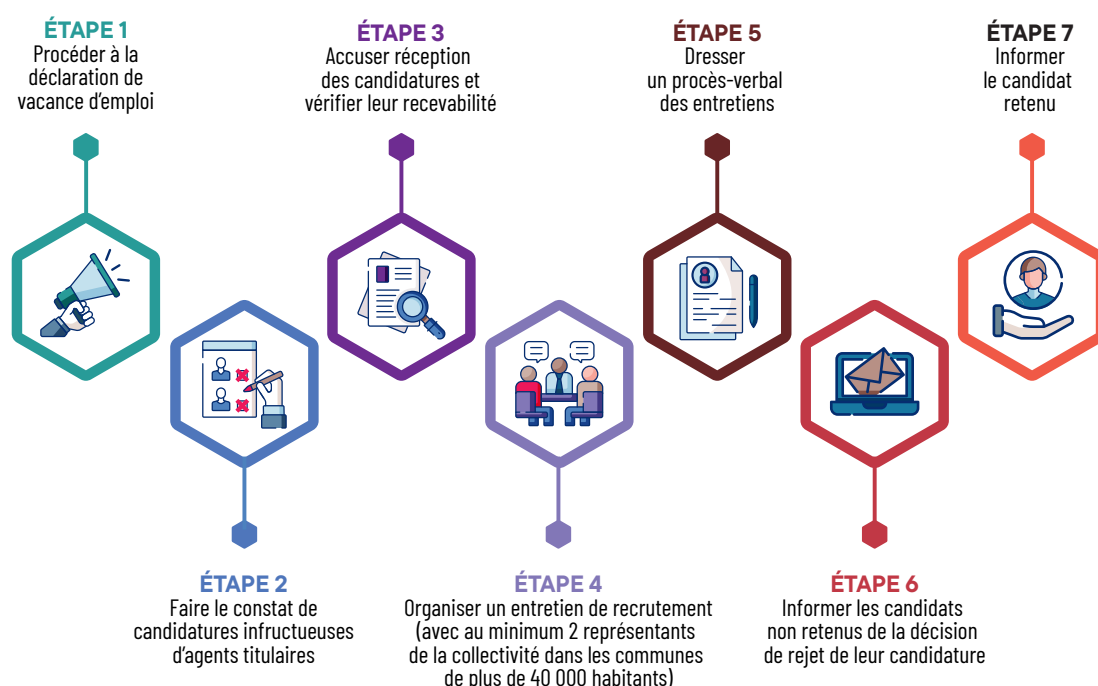 ÉTAPE 1
Procéder à la
déclaration de
vacance d’emploi
ÉTAPE 2
Faire le constat de
candidatures infructueuses
d’agents titulaires
ÉTAPE 3
Accuser réception
des candidatures et
vérifier leur recevabilité
ÉTAPE 4
Organiser un entretien de recrutement
(avec au minimum 2 représentants
de la collectivité dans les communes
de plus de 40 000 habitants)
ÉTAPE 5
Dresser
un procès-verbal
des entretiens
ÉTAPE 6
Informer les candidats
non retenus de la décision
de rejet de leur candidature
ÉTAPE 7
Informer
le candidat
retenu